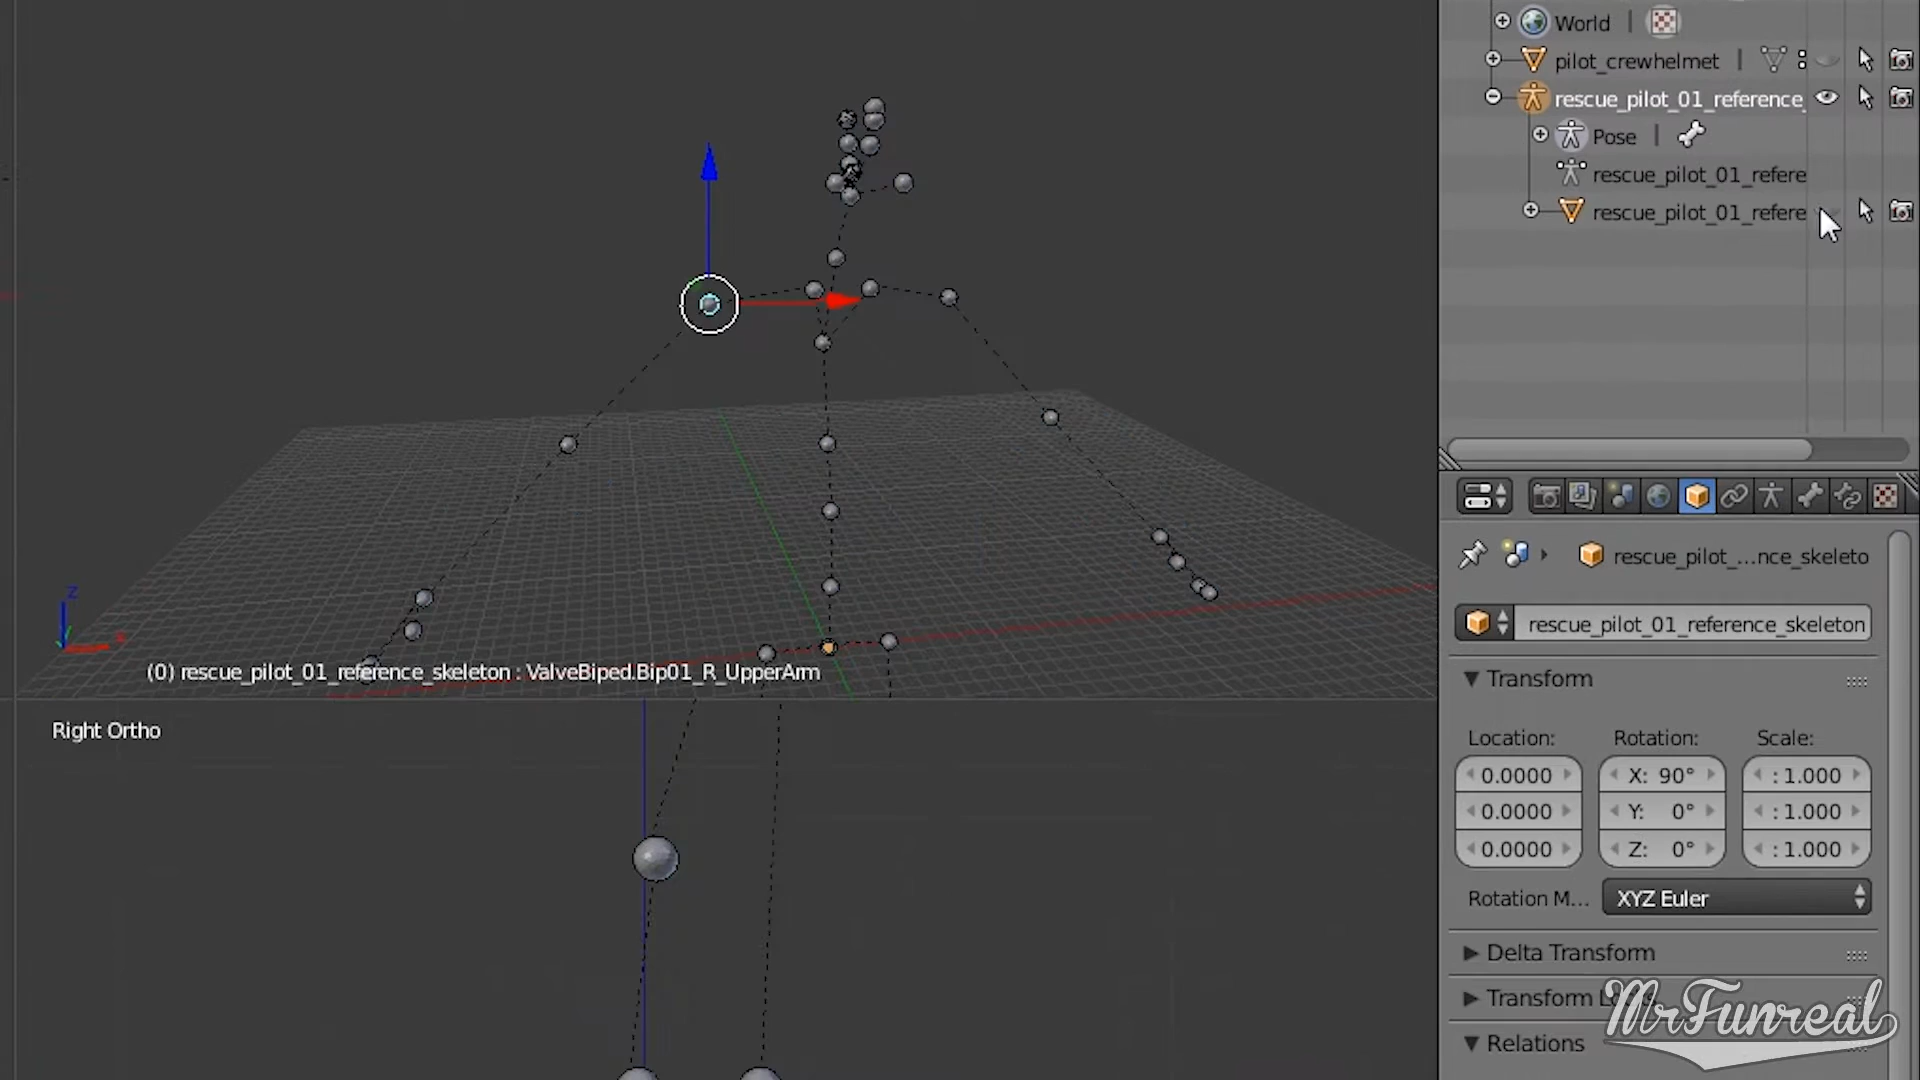 World
pilot_crewhelmet
rescue_pilot_01_reference_
Pose
rescue_pilot_01_refere
rescue_pilot_01_refere
z
x
(0) rescue_pilot_01_reference_skeleton : ValveBiped.Bip01_R_UpperArm
Right Ortho
rescue_pilot_...nce_skeleto
rescue_pilot_01_reference_skeleton
Transform
Location: Rotation: Scale:
0.0000 X: 90° : 1.000
0.0000 Y: 0° : 1.000
0.0000 Z: 0° : 1.000
Rotation M... XYZ Euler
Delta Transform
Transform Locks
Relations
MrFunreal